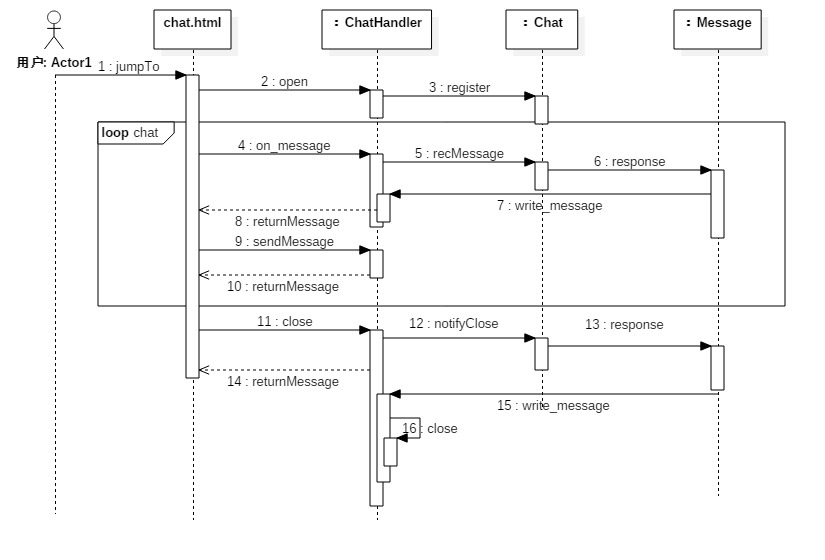 chat.html
: ChatHandler
: Chat
: Message
用户: Actor1
1 : jumpTo
2 : open
3 : register
loop chat
4 : on_message
5 : recMessage
6 : response
7 : write_message
8 : returnMessage
9 : sendMessage
10 : returnMessage
11 : close
12 : notifyClose
13 : response
14 : returnMessage
15 : write_message
16 : close